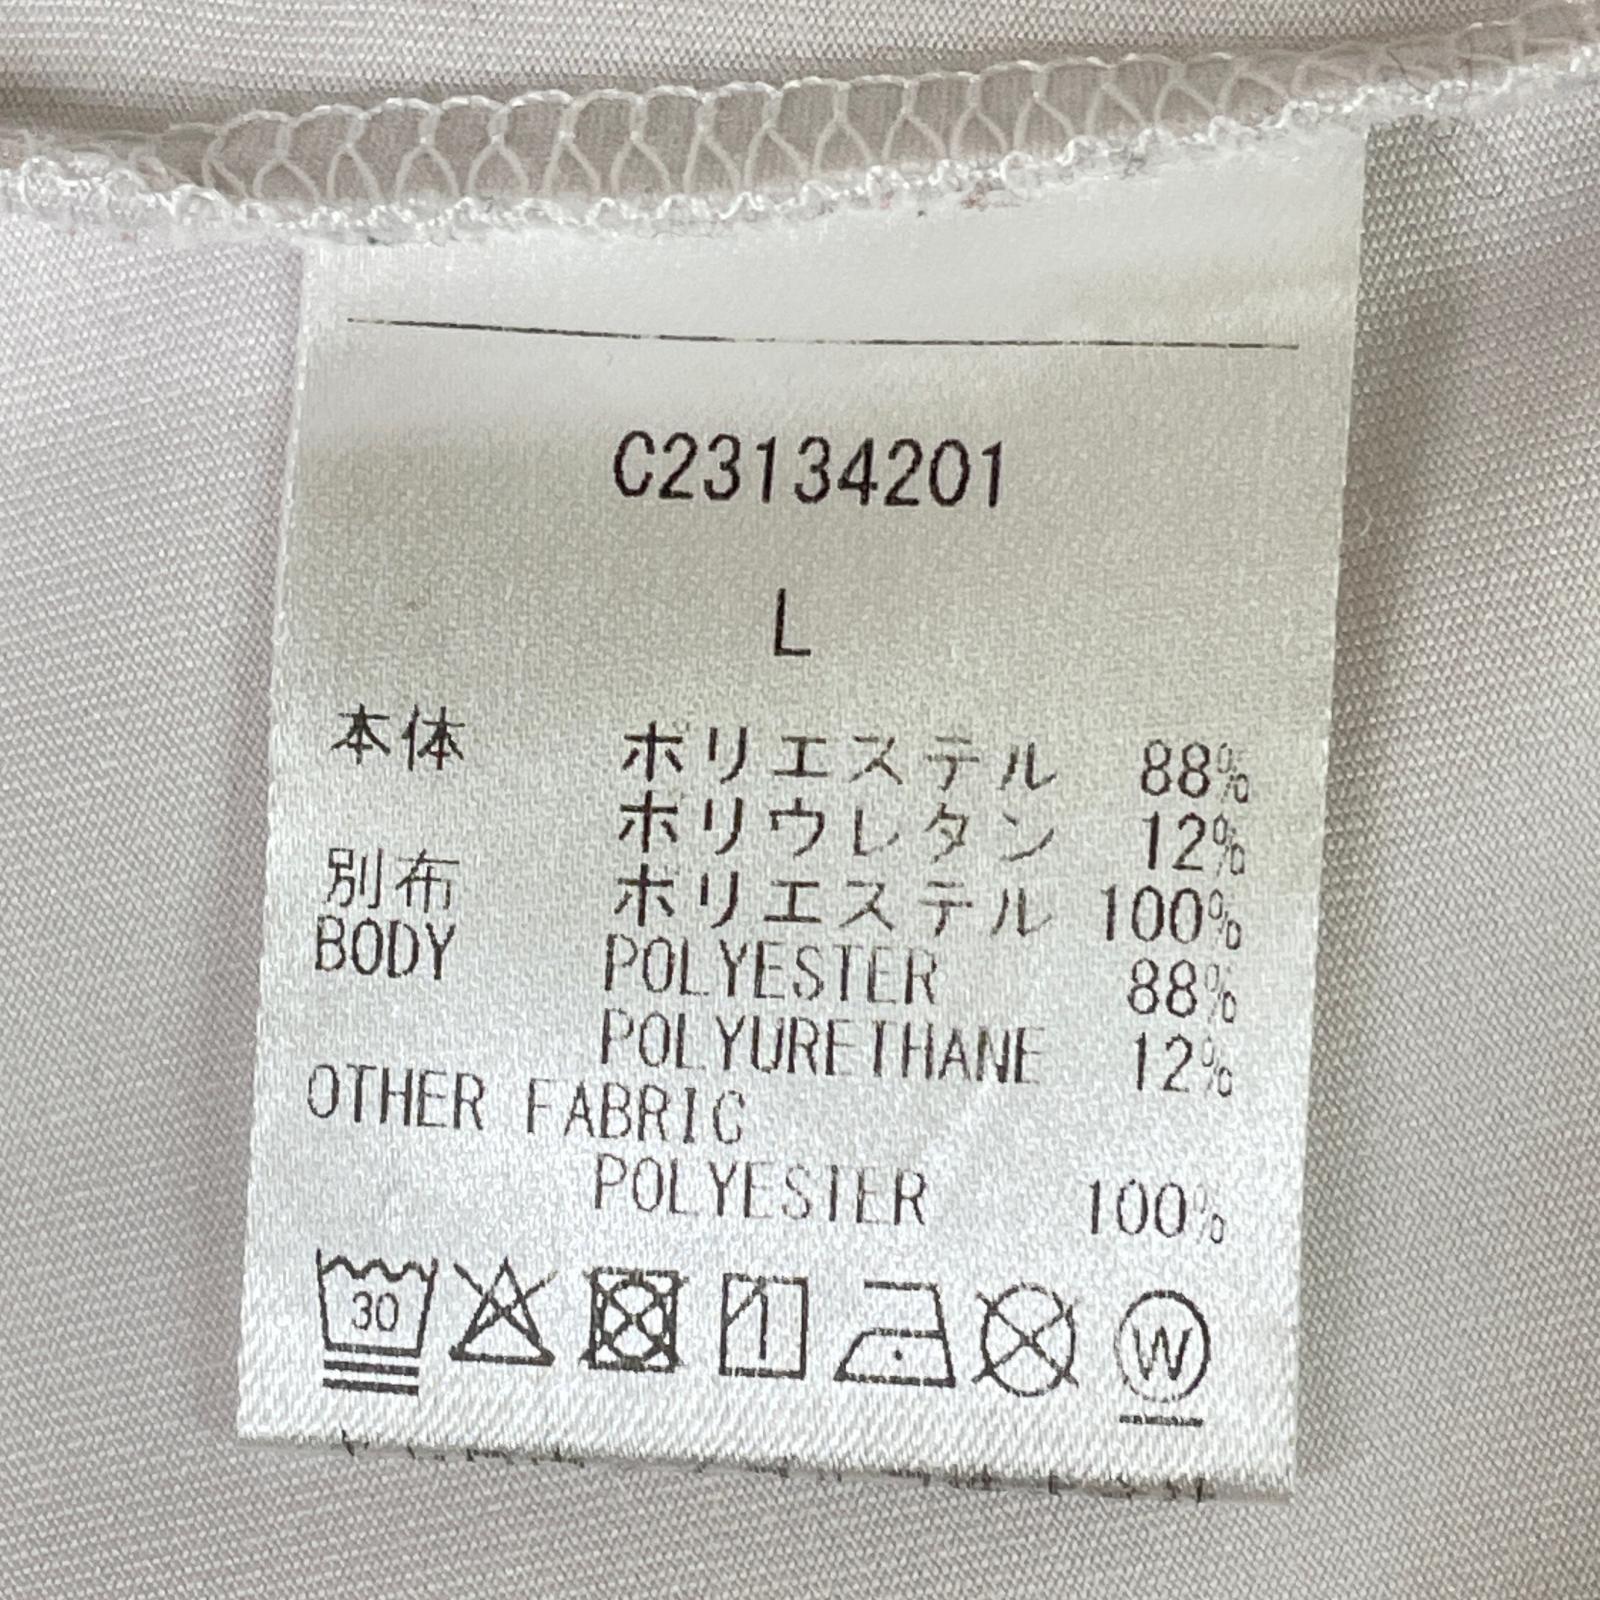 C23134201
L
本体 ポリエステル 88%
ポリウレタン 12%
別布 ポリエステル 100%
BODY POLYESTER 88%
POLYURETHANE 12%
OTHER FABRIC
POLYESTER 100%
30
W